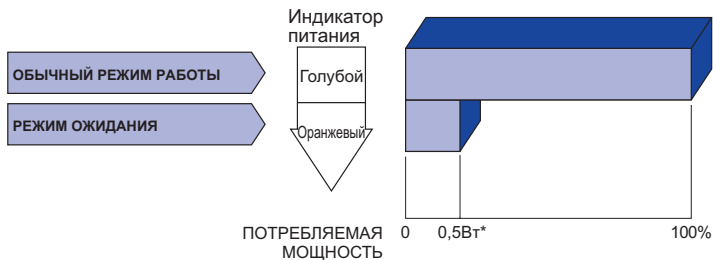 Индикатор
питания
ОБЫЧНЫЙ РЕЖИМ РАБОТЫ
Голубой
РЕЖИМ ОЖИДАНИЯ
Оранжевый
ПОТРЕБЛЯЕМАЯ
МОЩНОСТЬ
0 0,5Вт* 100%